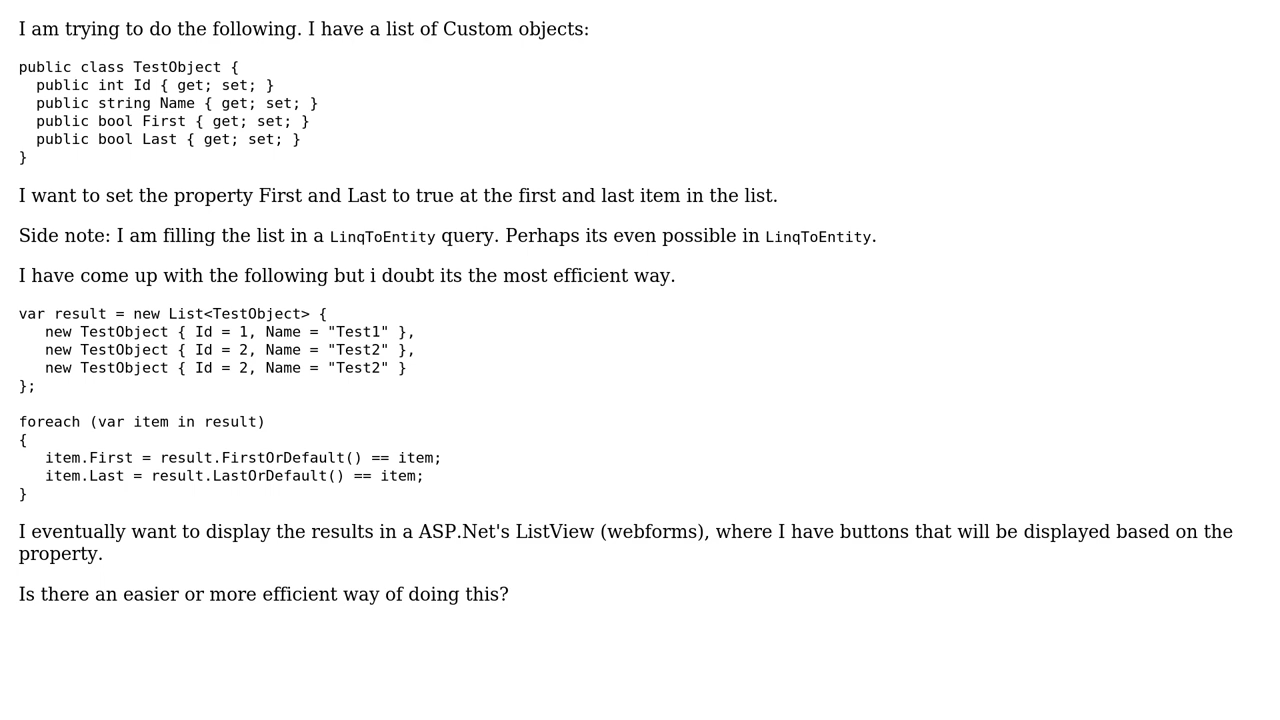 I am trying to do the following. I have a list of Custom objects:
public class TestObject {
  public int Id { get; set; }
  public string Name { get; set; }
  public bool First { get; set; }
  public bool Last { get; set; }
}
I want to set the property First and Last to true at the first and last item in the list.
Side note: I am filling the list in a LinqToEntity query. Perhaps its even possible in LinqToEntity.
I have come up with the following but i doubt its the most efficient way.
var result = new List<TestObject> {
   new TestObject { Id = 1, Name = "Test1" },
   new TestObject { Id = 2, Name = "Test2" },
   new TestObject { Id = 2, Name = "Test2" }
};
foreach (var item in result)
{
   item.First = result.FirstOrDefault() == item;
   item.Last = result.LastOrDefault() == item;
}
I eventually want to display the results in a ASP.Net's ListView (webforms), where I have buttons that will be displayed based on the
property.
Is there an easier or more efficient way of doing this?